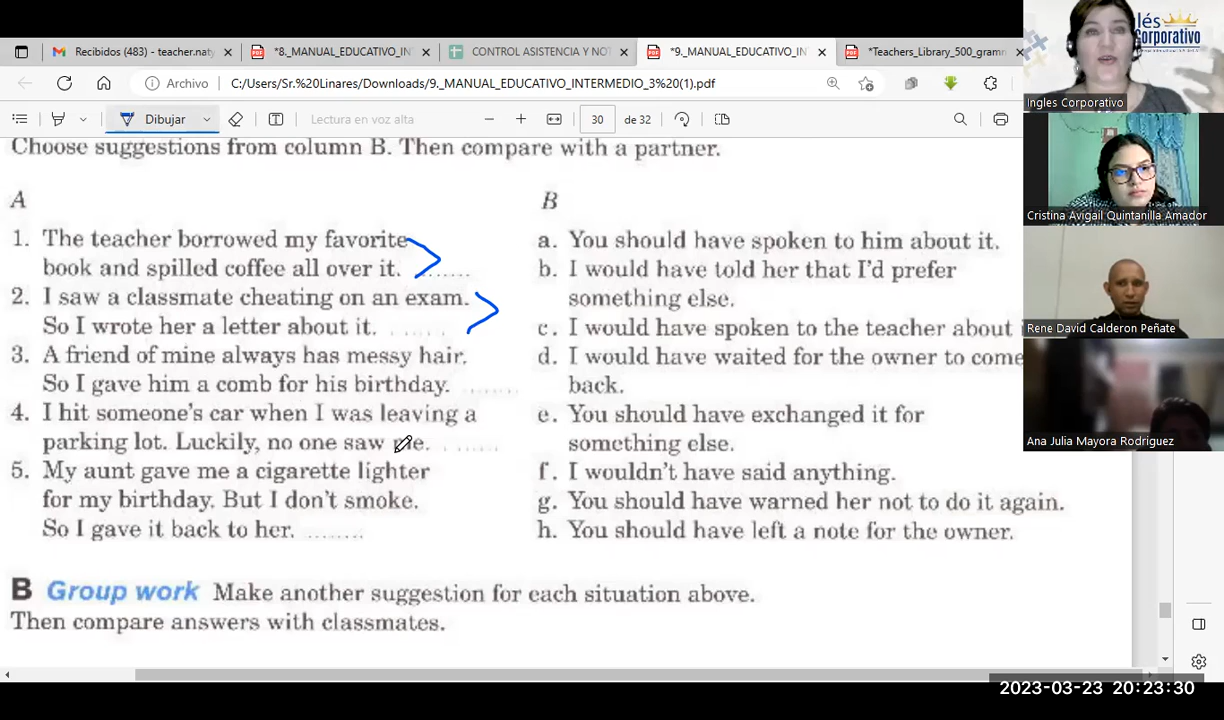 Recibidos (483) - teacher.naty
*8._MANUAL_EDUCATIVO_IN
CONTROL ASISTENCIA Y NOT
*9._MANUAL_EDUCATIVO_IN
*Teachers_Library_500_gram
Archivo
C:/Users/Sr.%20Linares/Downloads/9._MANUAL_EDUCATIVO_INTERMEDIO_3%20(1).pdf
Dibujar
Lectura en voz alta
30 de 32
Choose suggestions from column B. Then compare with a partner.
A
1. The teacher borrowed my favorite
book and spilled coffee all over it. ........
2. I saw a classmate cheating on an exam.
So I wrote her a letter about it. ........
3. A friend of mine always has messy hair.
So I gave him a comb for his birthday. ........
4. I hit someone's car when I was leaving a
parking lot. Luckily, no one saw me. ........
5. My aunt gave me a cigarette lighter
for my birthday. But I don't smoke.
So I gave it back to her. ........
B
a. You should have spoken to him about it.
b. I would have told her that I'd prefer
something else.
c. I would have spoken to the teacher about
d. I would have waited for the owner to come
back.
e. You should have exchanged it for
something else.
f. I wouldn't have said anything.
g. You should have warned her not to do it again.
h. You should have left a note for the owner.
B Group work Make another suggestion for each situation above.
Then compare answers with classmates.
lés
Corporativo
Ingles Corporativo
Cristina Avigail Quintanilla Amador
Rene David Calderon Peñate
Ana Julia Mayora Rodriguez
2023-03-23 20:23:30